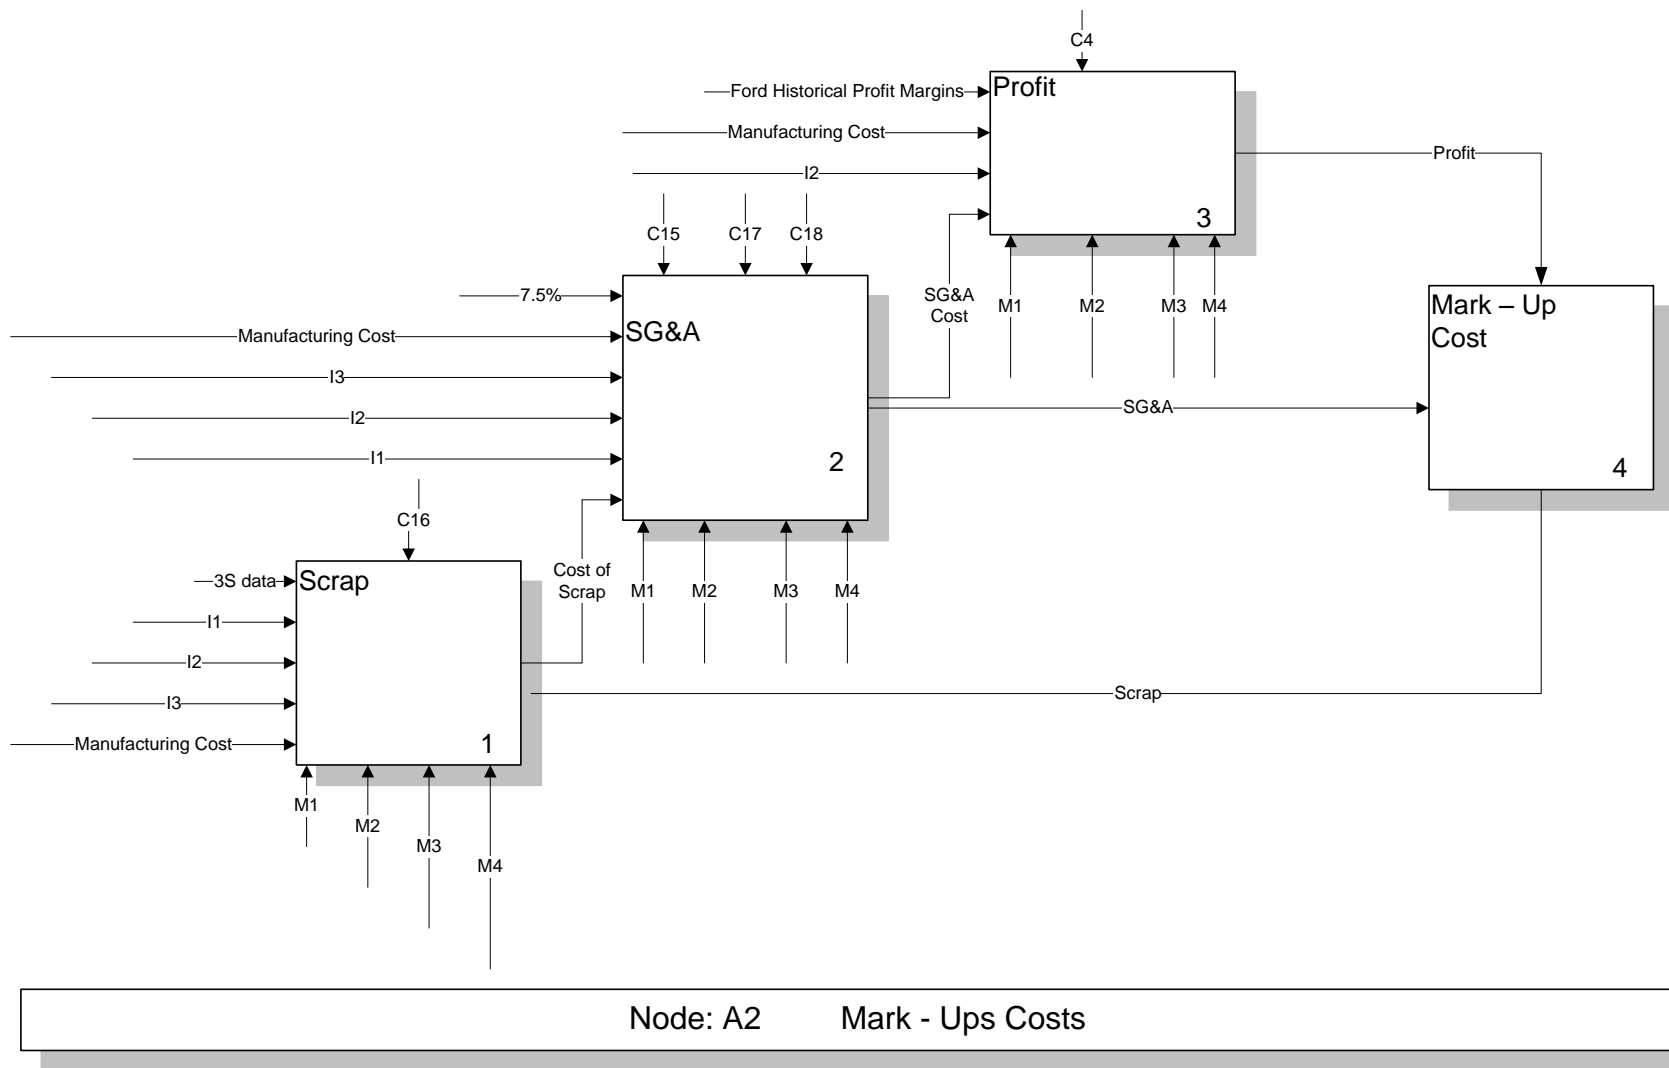 C4
Ford Historical Profit Margins
Profit
Manufacturing Cost
Profit
I2
3
C15
C17
C18
M1
M2
M3
M4
7.5%
SG&A
Cost
Mark – Up
Cost
Manufacturing Cost
SG&A
I3
SG&A
I2
I1
2
4
C16
Cost of
Scrap
M1
M2
M3
M4
3S data
Scrap
I1
I2
I3
Scrap
Manufacturing Cost
1
M1
M2
M3
M4
Node: A2 Mark - Ups Costs